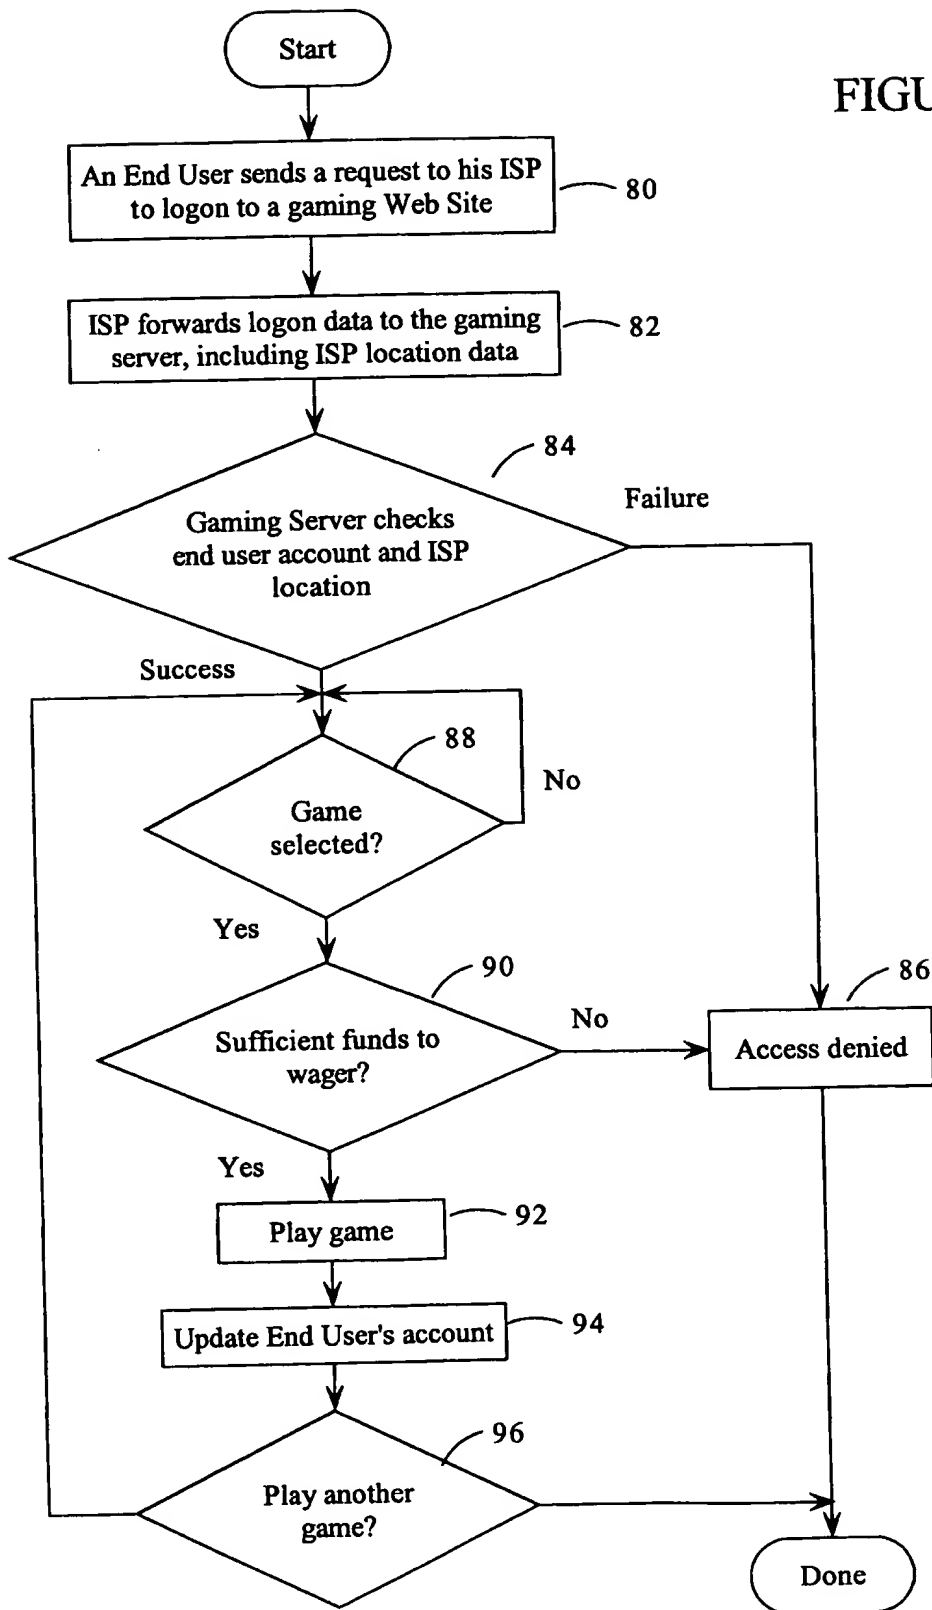 Start
FIGU
An End User sends a request to his ISP
to logon to a gaming Web Site
80
ISP forwards logon data to the gaming
server, including ISP location data
82
84
Failure
Gaming Server checks
end user account and ISP
location
Success
88
No
Game
selected?
Yes
90
86
Sufficient funds to
wager?
No
Access denied
Yes
Play game
92
Update End User's account
94
96
Play another
game?
Done